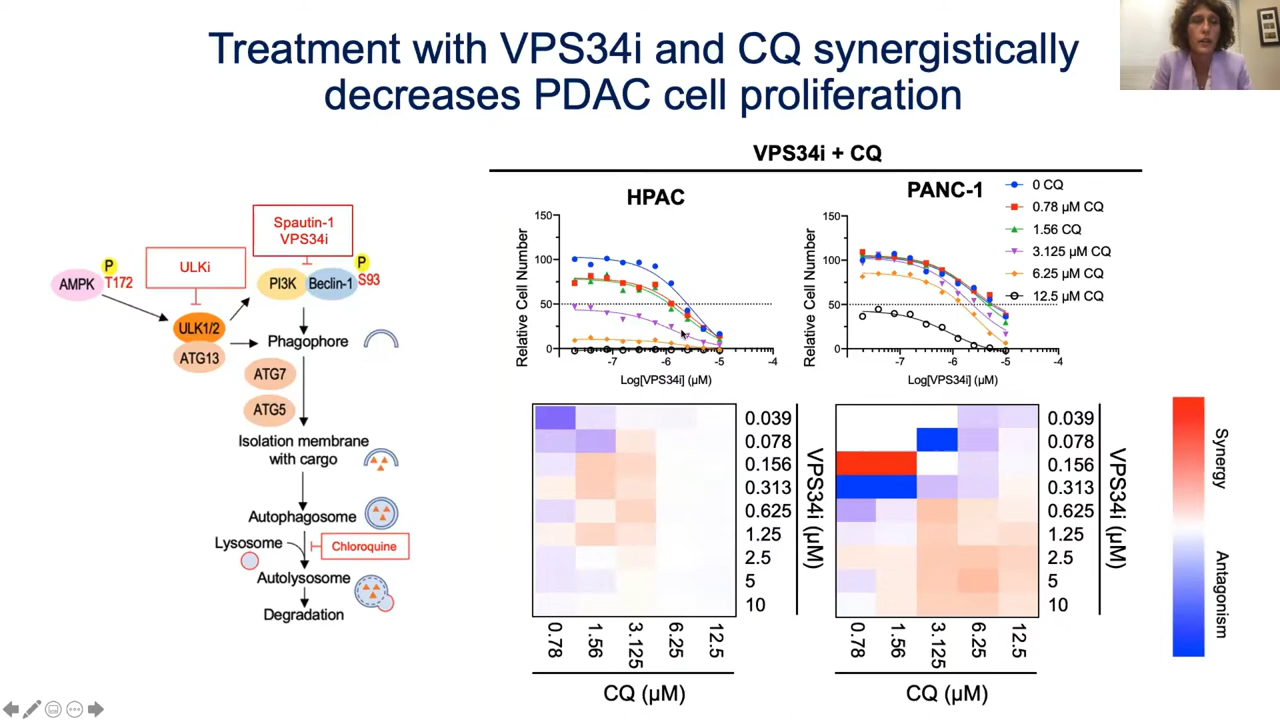 Treatment with VPS34i and CQ synergistically
decreases PDAC cell proliferation
VPS34i + CQ
Spautin-1
VPS34i
ULKi
P
AMPK
T172
PI3K
Beclin-1
P
S93
ULK1/2
ATG13
Phagophore
ATG7
ATG5
Isolation membrane
with cargo
Autophagosome
Lysosome
Chloroquine
Autolysosome
Degradation
HPAC
Relative Cell Number
150
100
50
0
-7
-6
-5
-4
Log[VPS34i] (µM)
PANC-1
Relative Cell Number
150
100
50
0
-7
-6
-5
-4
Log[VPS34i] (µM)
0 CQ
0.78 µM CQ
1.56 CQ
3.125 µM CQ
6.25 µM CQ
12.5 µM CQ
0.039
0.078
0.156
0.313
0.625
1.25
2.5
5
10
VPS34I (µM)
0.78
1.56
3.125
6.25
12.5
CQ (µM)
0.039
0.078
0.156
0.313
0.625
1.25
2.5
5
10
VPS34I (µM)
0.78
1.56
3.125
6.25
12.5
CQ (µM)
Synergy
Antagonism